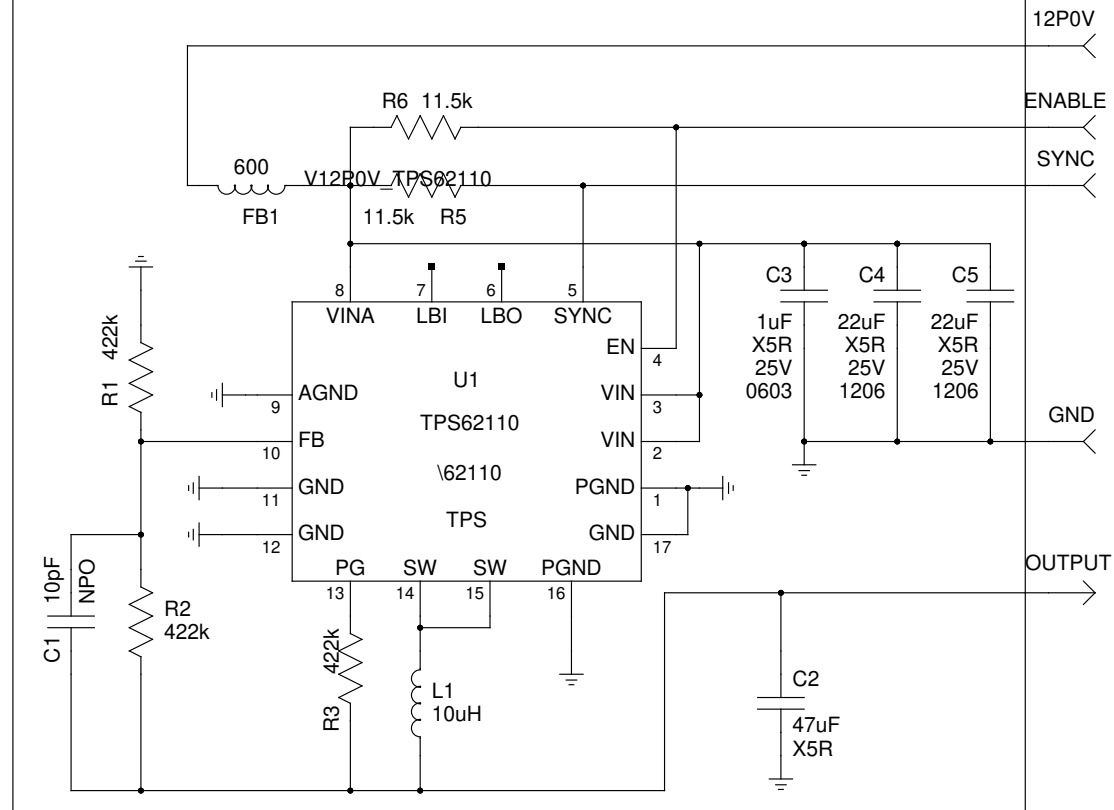 12P0V
ENABLE
SYNC
R6 11.5k
600
FB1
V12P0V_TPS62110
11.5k R5
8
7
6
5
VINA
LBI
LBO
SYNC
C3
1uF
X5R
25V
0603
C4
22uF
X5R
25V
1206
C5
22uF
X5R
25V
1206
R1 422k
EN
4
U1
TPS62110
\62110
TPS
AGND
9
VIN
3
FB
10
VIN
2
GND
GND
11
PGND
1
GND
12
GND
17
PG
SW
SW
PGND
13
14
15
16
OUTPUT
C1
10pF
NPO
R2
422k
R3 422k
L1
10uH
C2
47uF
X5R